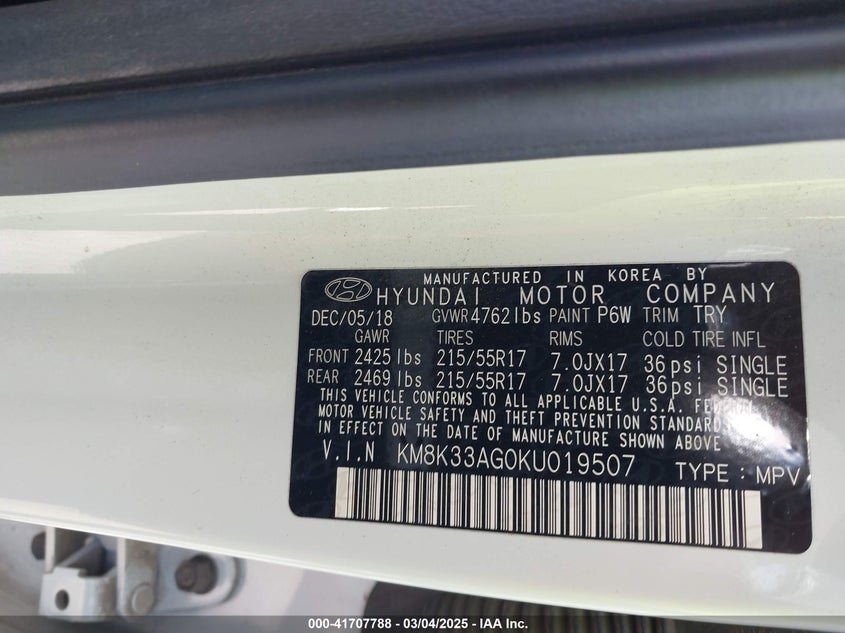 MANUFACTURED IN KOREA BY
HYUNDAI MOTOR COMPANY
DEC/05/18 GVWR 4762lbs PAINT P6W TRIM TRY
GAWR TIRES RIMS COLD TIRE INFL
FRONT 2425lbs 215/55R17 7.0JX17 36psi SINGLE
REAR 2469lbs 215/55R17 7.0JX17 36psi SINGLE
THIS VEHICLE CONFORMS TO ALL APPLICABLE U.S.A. FEDERAL
MOTOR VEHICLE SAFETY AND THEFT PREVENTION STANDARDS
IN EFFECT ON THE DATE OF MANUFACTURE SHOWN ABOVE
V.I.N KM8K33AG0KU019507 TYPE : MPV
000-41707788 - 03/04/2025 - IAA Inc.